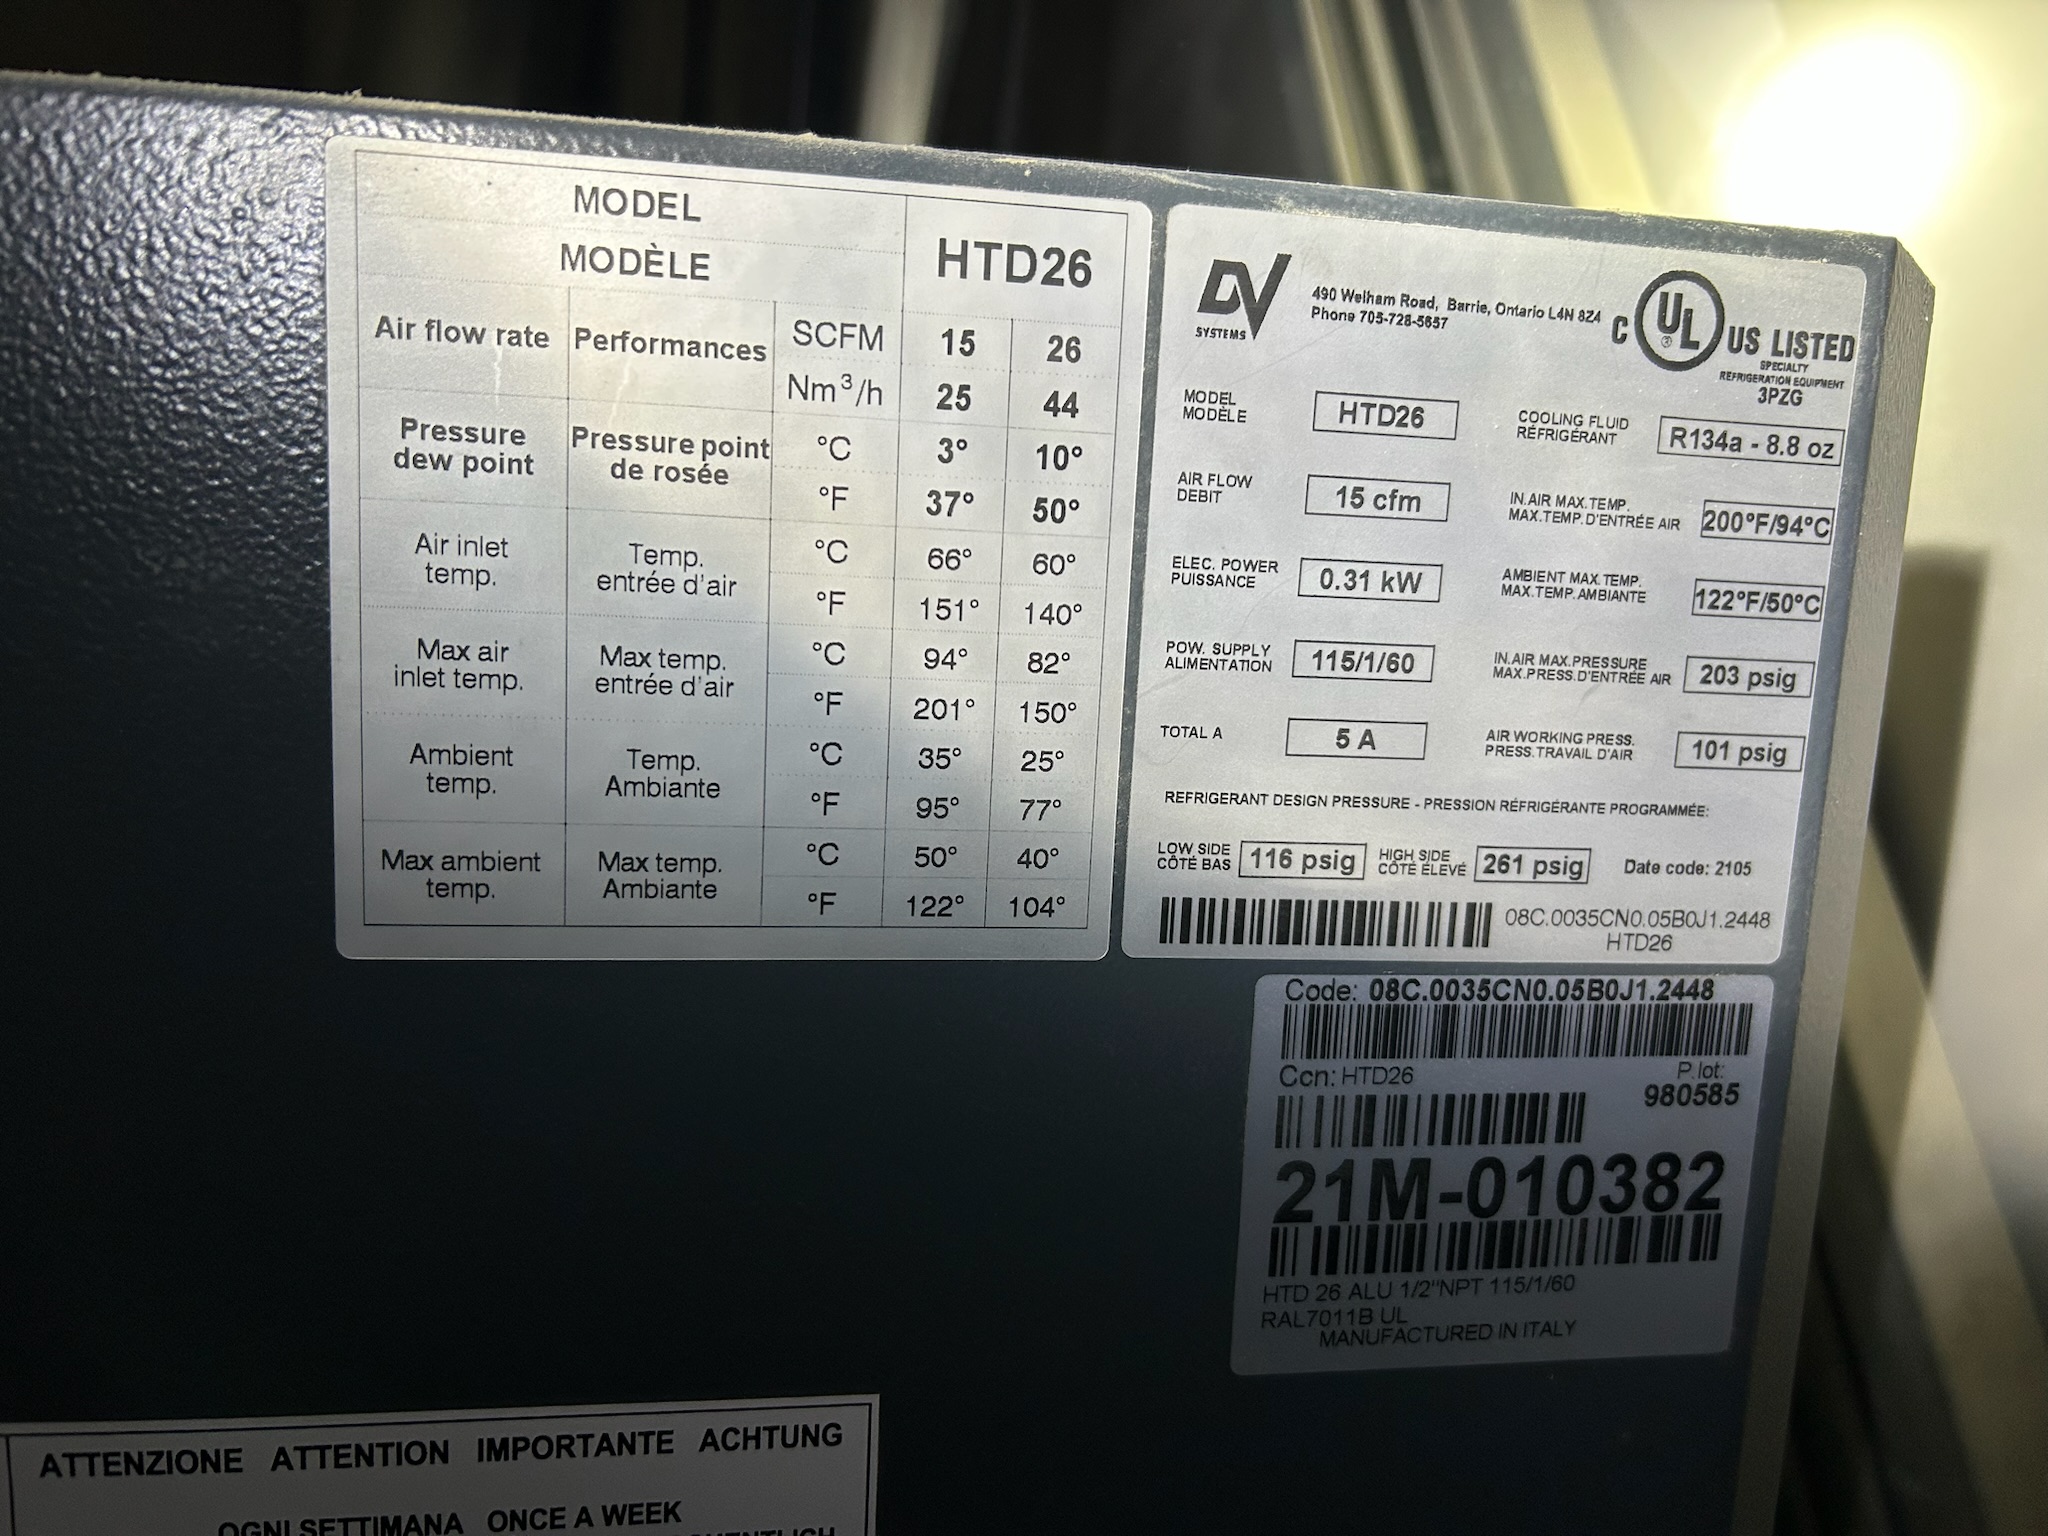 MODEL
MODÈLE
HTD26
Air flow rate Performances SCFM 15 26
Nm³/h 25 44
Pressure dew point Pressure point de rosée °C 3° 10°
°F 37° 50°
Air inlet temp. Temp. entrée d'air °C 66° 60°
°F 151° 140°
Max air inlet temp. Max temp. entrée d'air °C 94° 82°
°F 201° 150°
Ambient temp. Temp. Ambiante °C 35° 25°
°F 95° 77°
Max ambient temp. Max temp. Ambiante °C 50° 40°
°F 122° 104°
DV
SYSTEMS
490 Welham Road, Barrie, Ontario L4N 8Z4
Phone 705-728-5657
C UL ® US LISTED
SPECIALTY
REFRIGERATION EQUIPMENT
3PZG
MODEL
MODÈLE
HTD26
COOLING FLUID
RÉFRIGÉRANT
R134a - 8.8 oz
AIR FLOW
DEBIT
15 cfm
IN.AIR MAX.TEMP.
MAX.TEMP.D'ENTRÉE AIR
200°F/94°C
ELEC. POWER
PUISSANCE
0.31 kW
AMBIENT MAX.TEMP.
MAX.TEMP.AMBIANTE
122°F/50°C
POW. SUPPLY
ALIMENTATION
115/1/60
IN.AIR MAX.PRESSURE
MAX.PRESS.D'ENTRÉE AIR
203 psig
TOTAL A
5 A
AIR WORKING PRESS.
PRESS.TRAVAIL D'AIR
101 psig
REFRIGERANT DESIGN PRESSURE - PRESSION RÉFRIGÉRANTE PROGRAMMÉE:
LOW SIDE
CÔTÉ BAS
116 psig
HIGH SIDE
CÔTÉ ÉLEVÉ
261 psig
Date code: 2105
08C.0035CN0.05B0J1.2448
HTD26
Code: 08C.0035CN0.05B0J1.2448
Ccn: HTD26
P.lot:
980585
21M-010382
HTD 26 ALU 1/2"NPT 115/1/60
RAL7011B UL
MANUFACTURED IN ITALY
ATTENZIONE ATTENTION IMPORTANTE ACHTUNG
OGNI SETTIMANA ONCE A WEEK